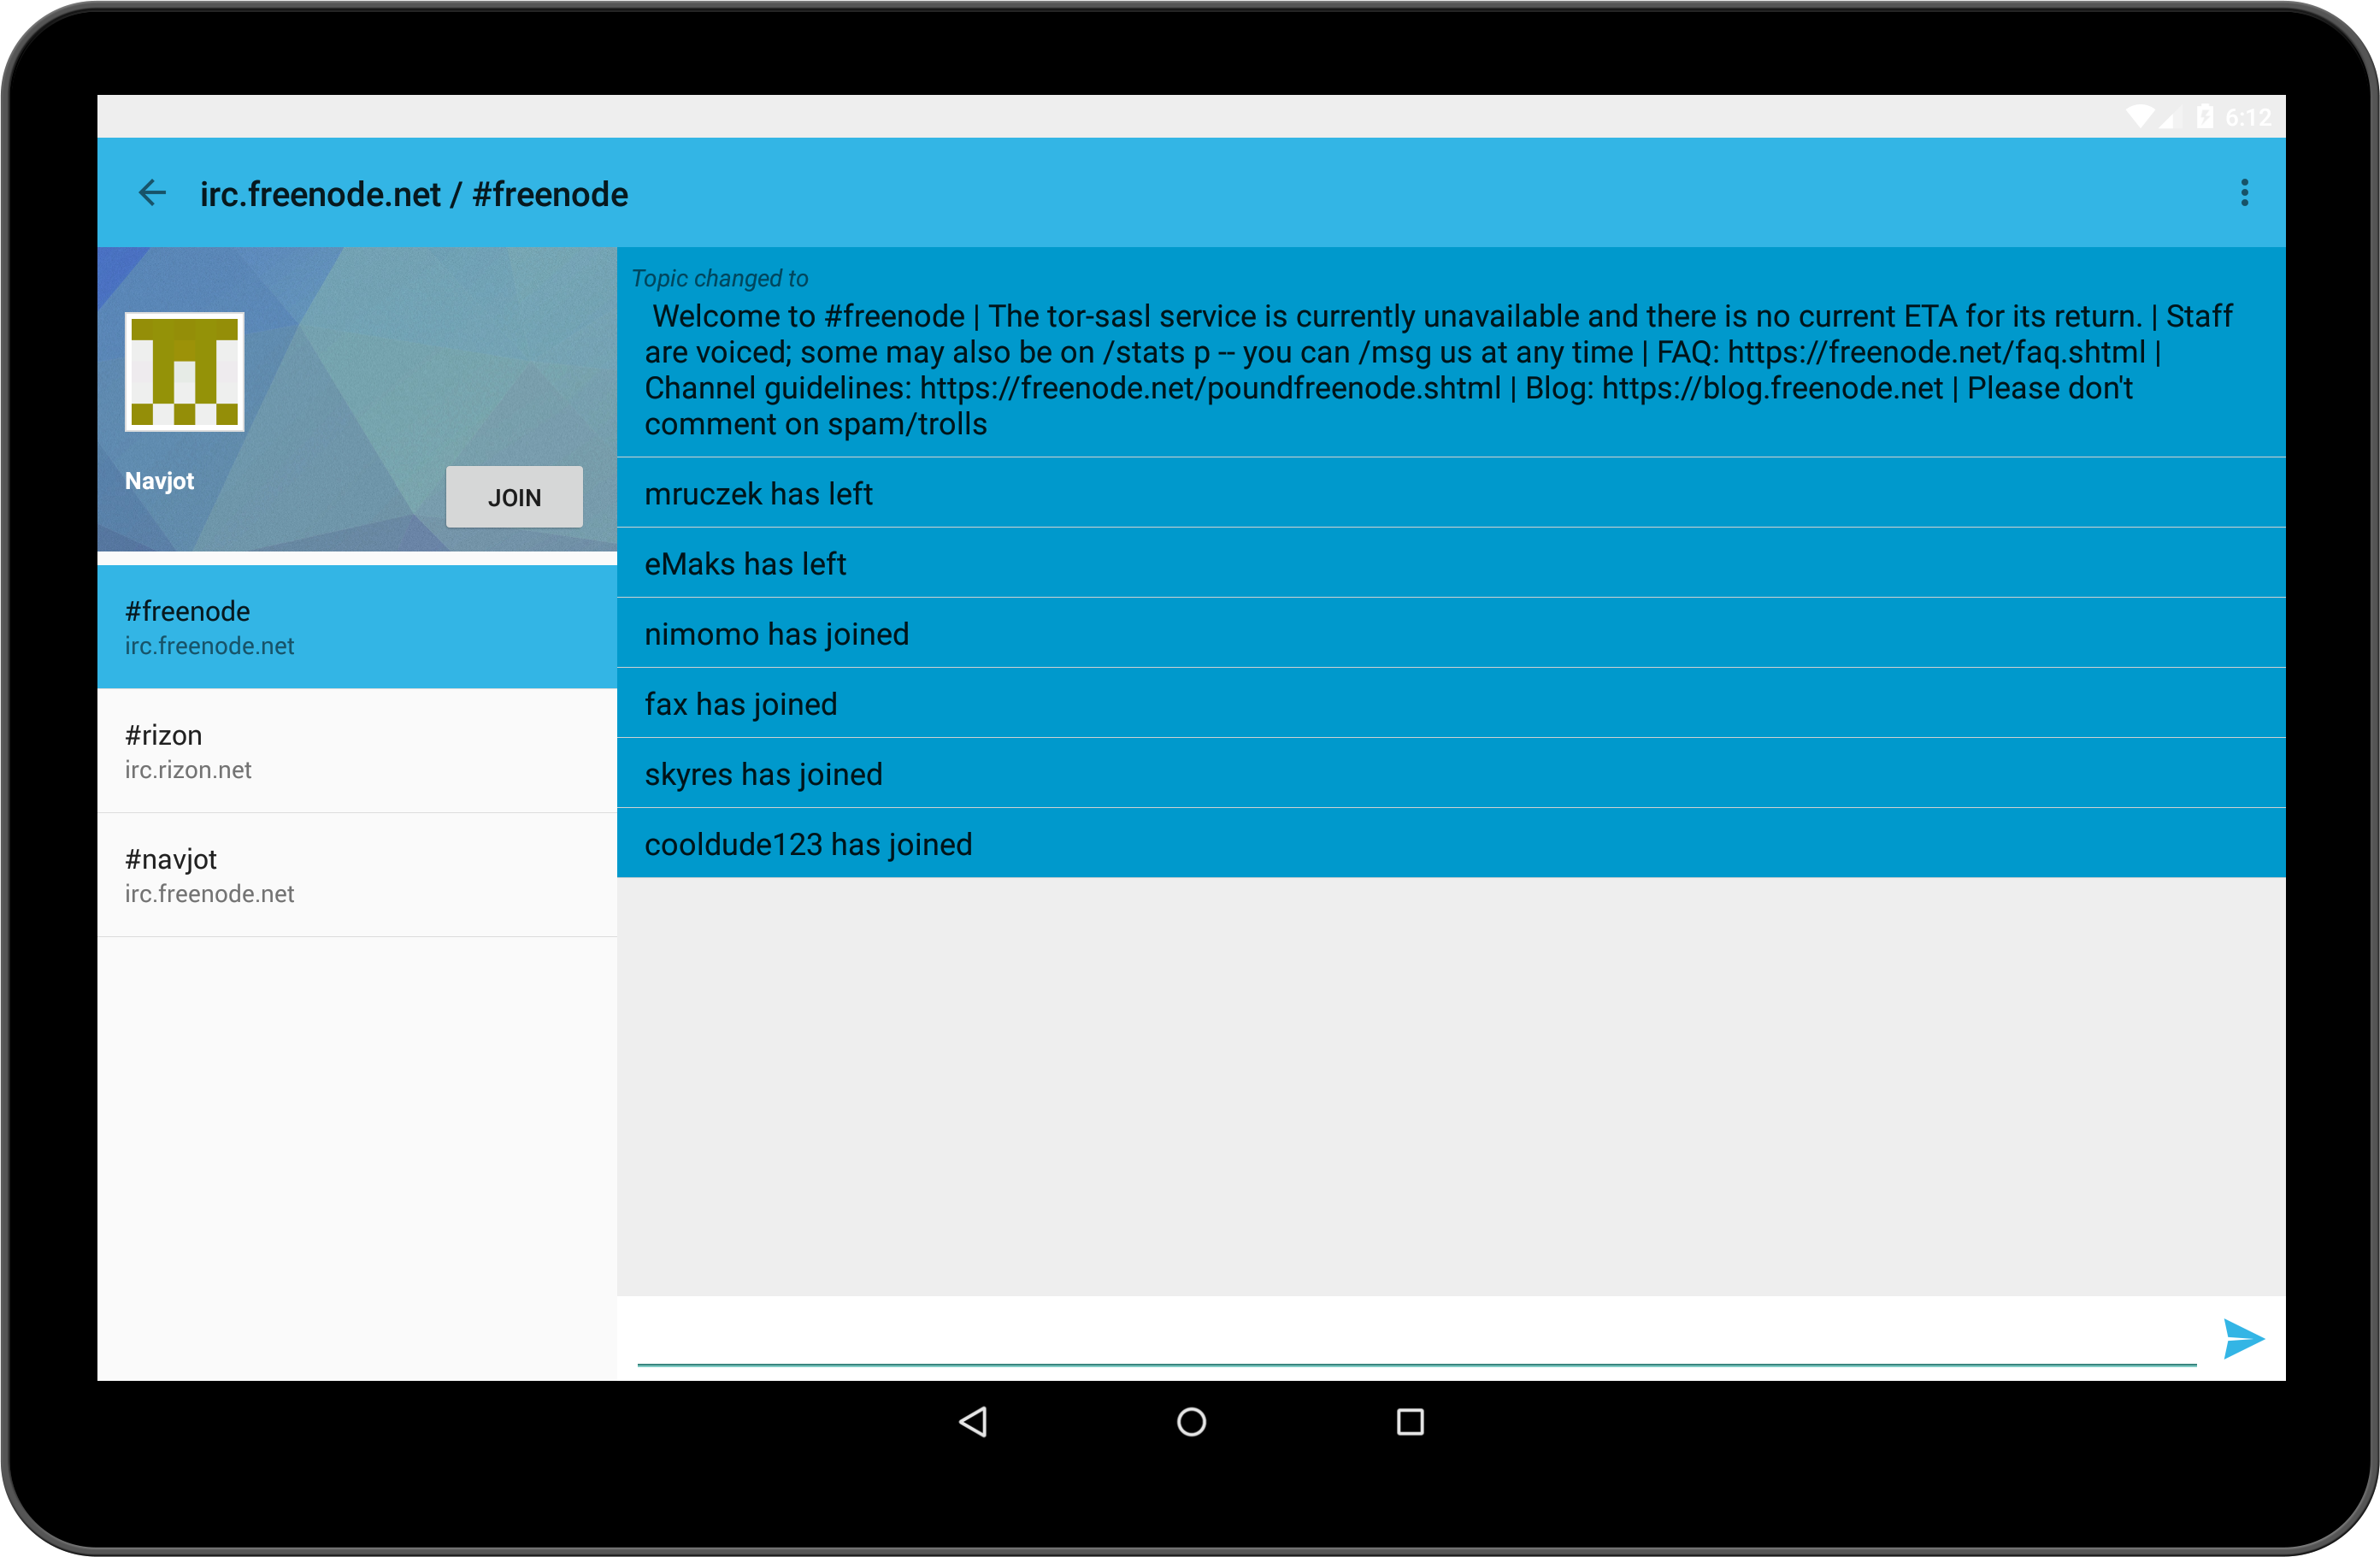 6:12
irc.freenode.net / #freenode
Navjot
JOIN
#freenode
irc.freenode.net
#rizon
irc.rizon.net
#navjot
irc.freenode.net
Topic changed to
Welcome to #freenode | The tor-sasl service is currently unavailable and there is no current ETA for its return. | Staff
are voiced; some may also be on /stats p -- you can /msg us at any time | FAQ: https://freenode.net/faq.shtml |
Channel guidelines: https://freenode.net/poundfreenode.shtml | Blog: https://blog.freenode.net | Please don't
comment on spam/trolls
mruczek has left
eMaks has left
nimomo has joined
fax has joined
skyres has joined
cooldude123 has joined